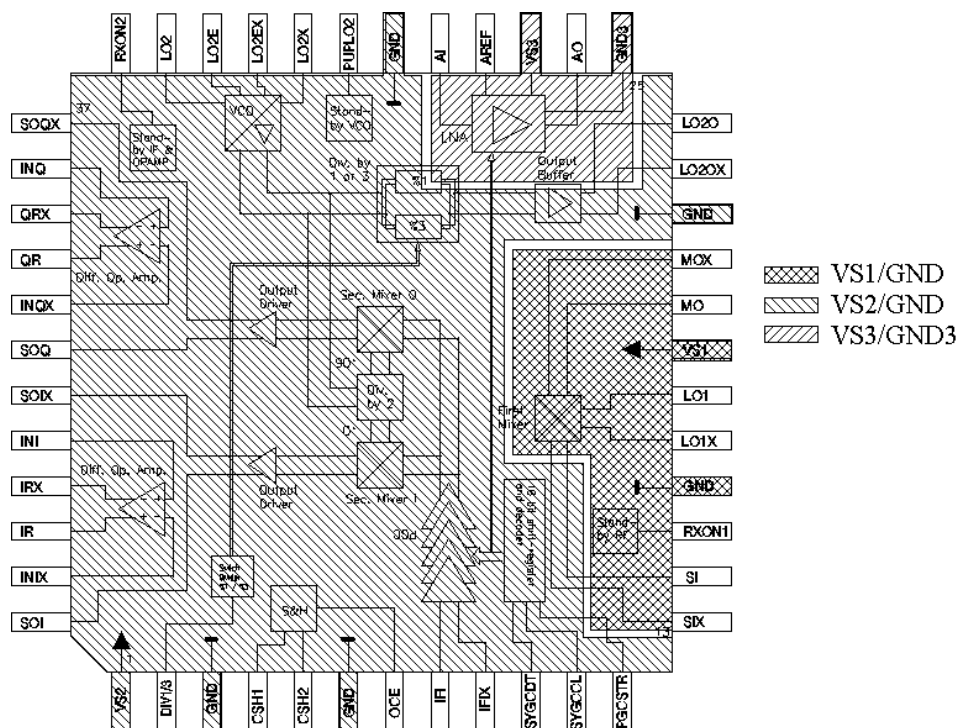 RXON2
LO2
LO2E
LO2EX
LO2X
PUPLO2
GND
AI
AREF
VS3
AO
GND3
37
25
SOQX
INQ
QRX
QR
INQX
SOQ
SOIX
INI
IRX
IR
INIX
SOI
LO2O
LO2OX
GND
MOX
MO
VS1
LO1
LO1X
GND
RXON1
SI
SIX
VCO
Stand-
by IF &
OPAMP
Stand-
by VCO
LNA
Div. by
1 or 3
Output
Buffer
Diff. Op. Amp.
Output
Driver
Sec. Mixer Q
90°
Div.
by 2
0°
First
Mixer
Diff. Op. Amp.
Output
Driver
Sec. Mixer I
PGC
and decoder
Stand-
by RF
S&H
1
13
VS2
DIV1/3
GND
CSH1
CSH2
GND
OCE
IFI
IFIX
SYGCDT
SYGCCL
PGCSTR
VS1/GND
VS2/GND
VS3/GND3